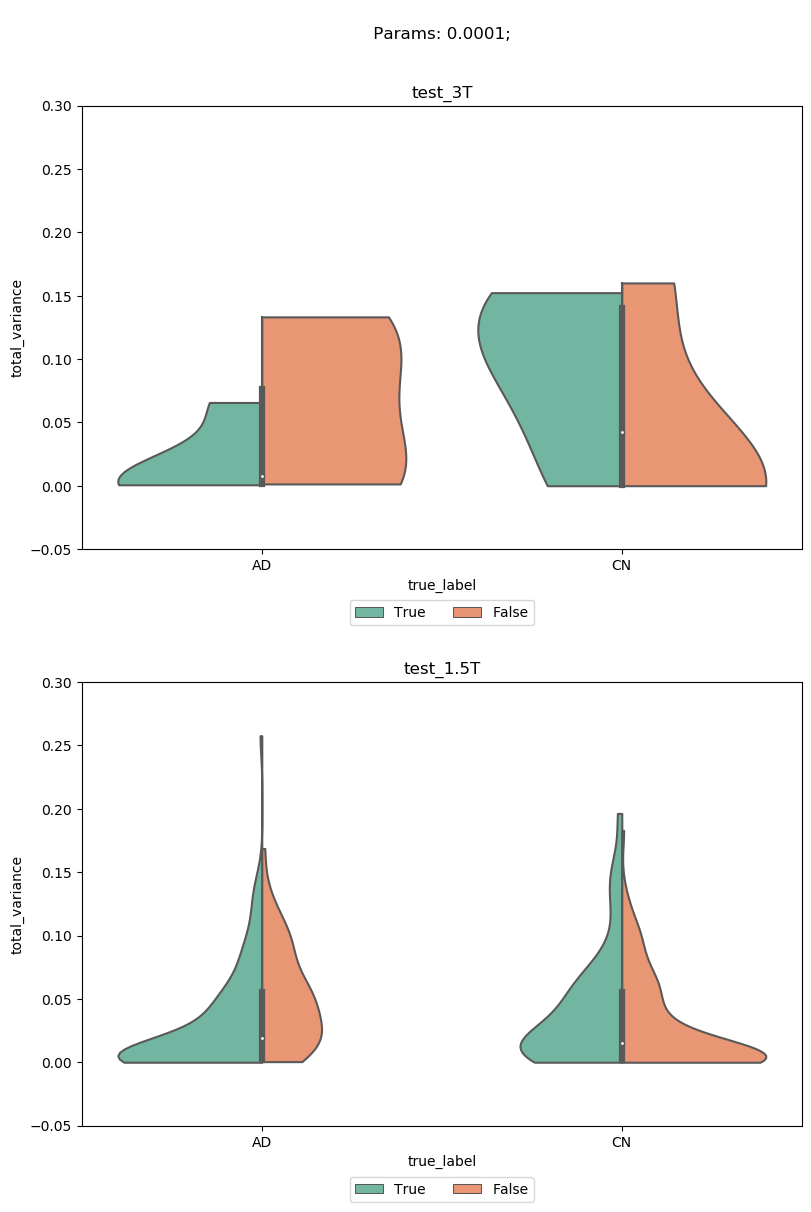 Params: 0.0001;
test_3T
0.30
0.25
0.20
0.15
0.10
0.05
0.00
−0.05
total_variance
AD CN
true_label
True False
test_1.5T
0.30
0.25
0.20
0.15
0.10
0.05
0.00
−0.05
total_variance
AD CN
true_label
True False